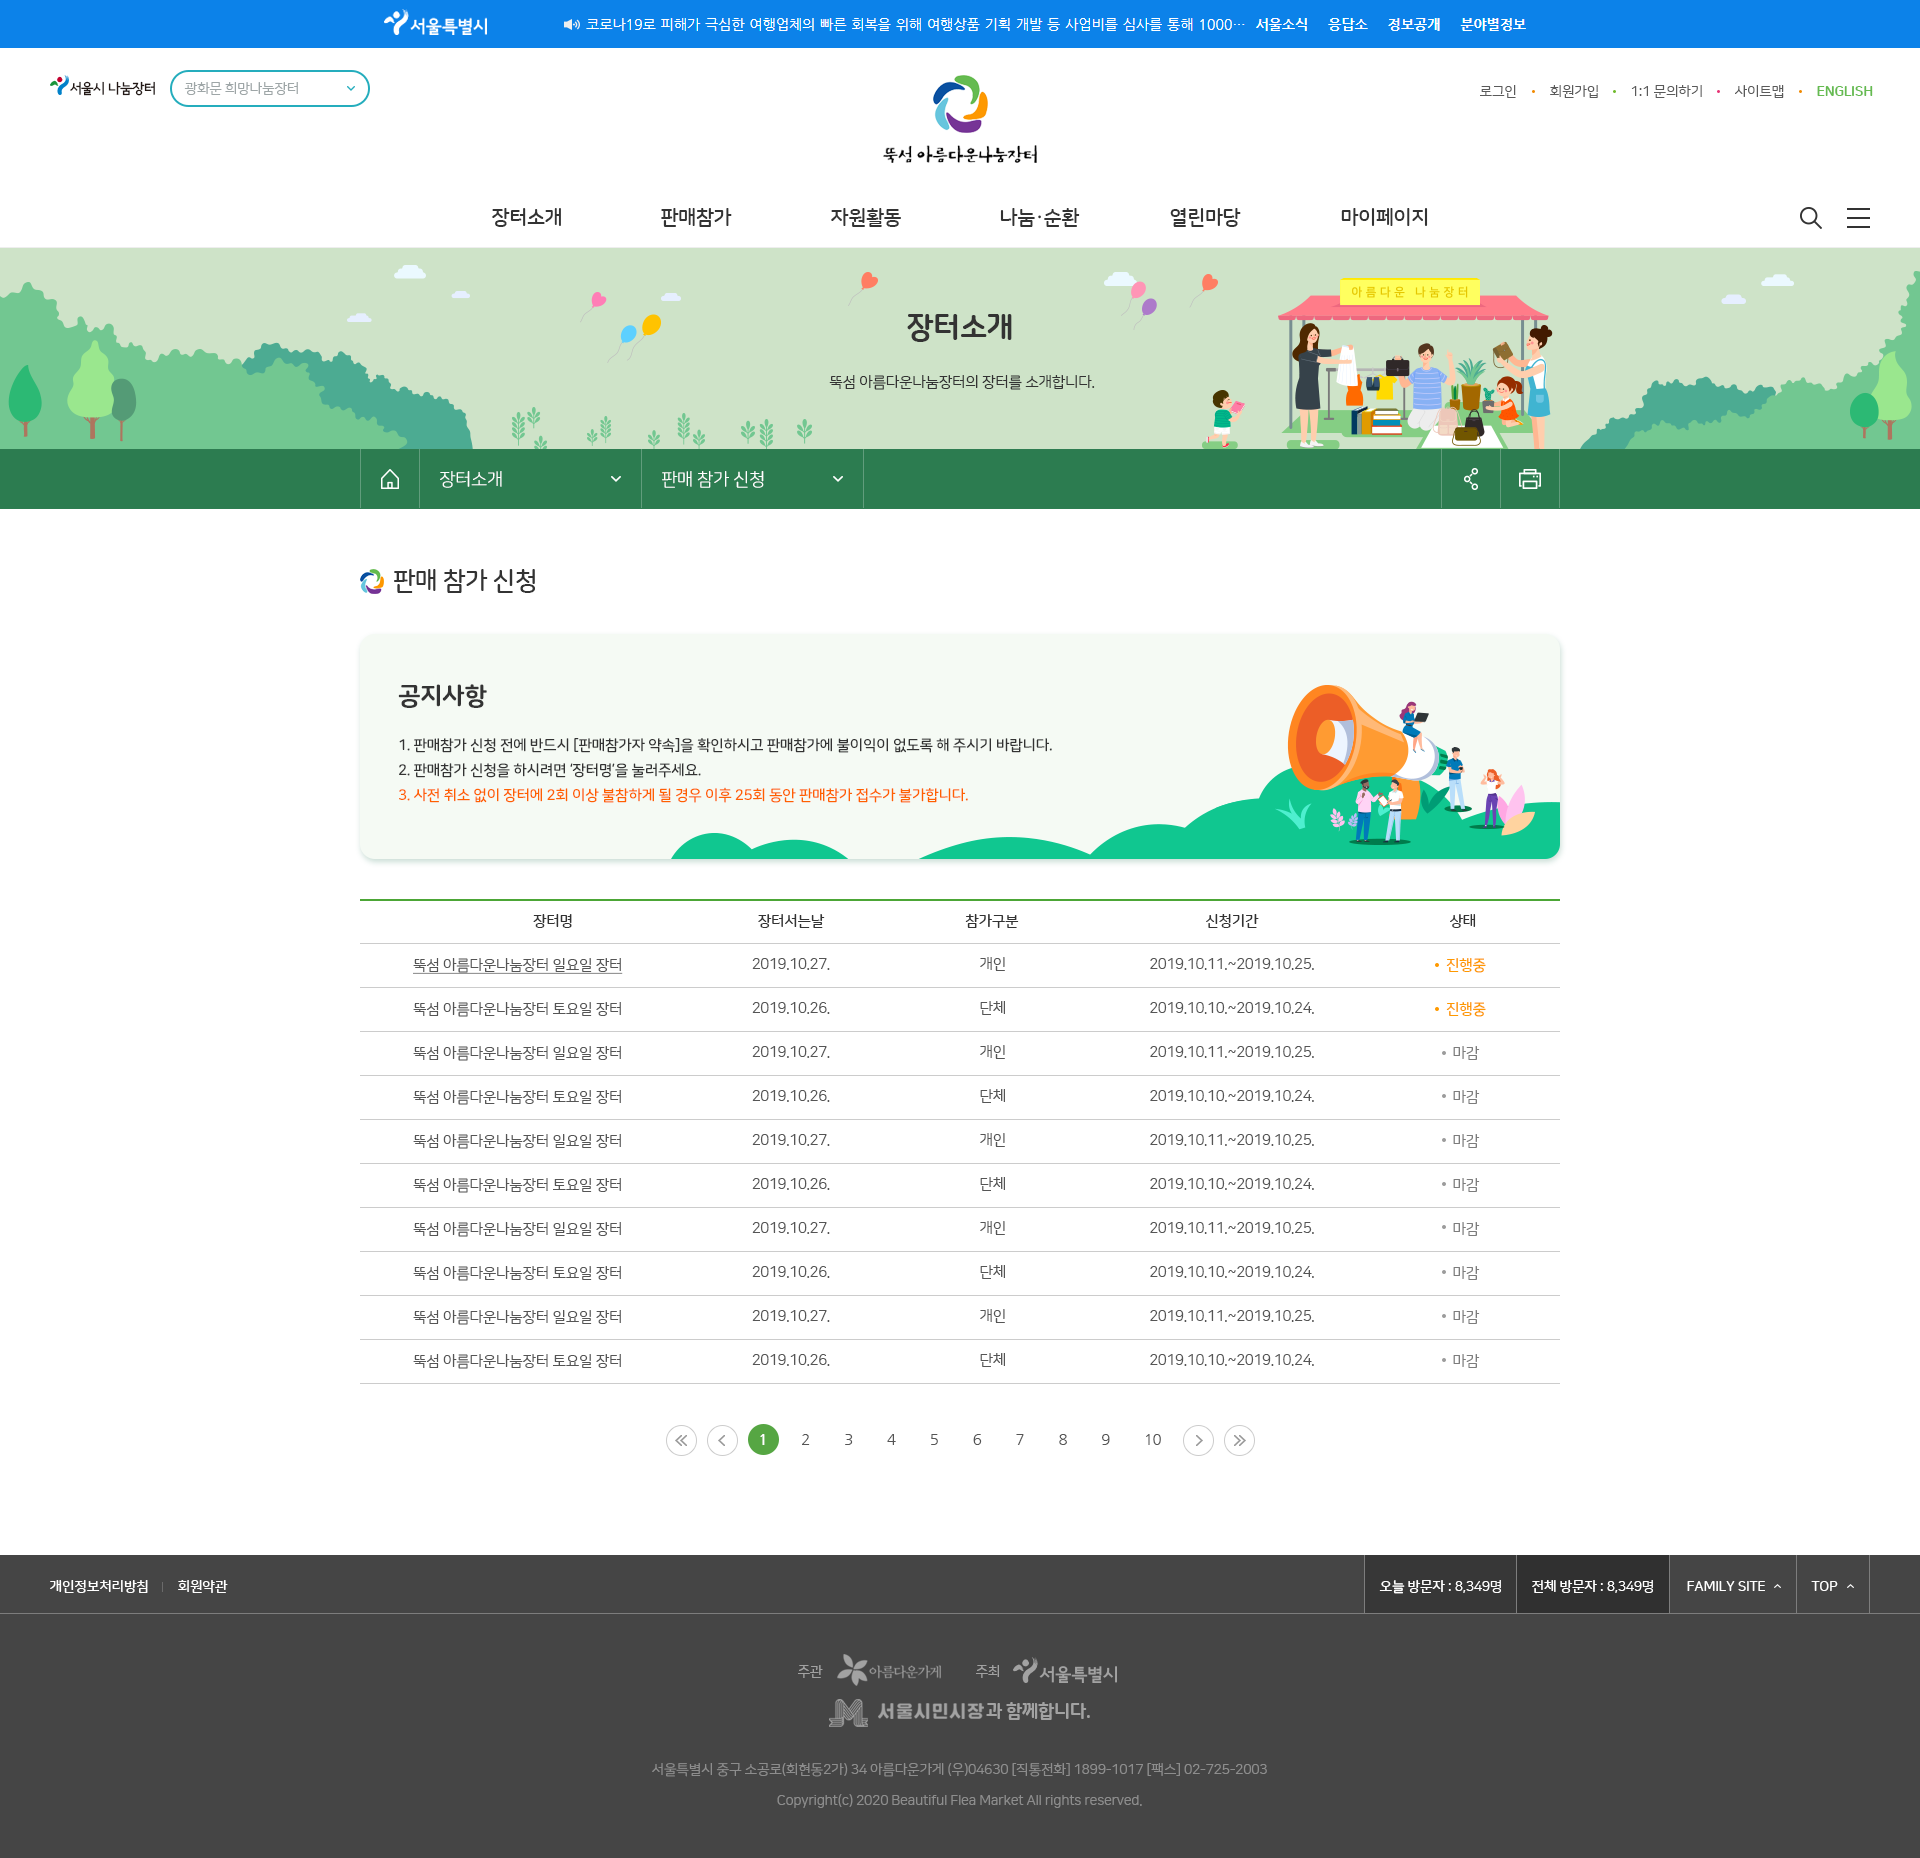 서울특별시
코로나19로 피해가 극심한 여행업체의 빠른 회복을 위해 여행상품 기획 개발 등 사업비를 심사를 통해 1000...
서울소식 응답소 정보공개 분야별정보
서울시 나눔장터
광화문 희망나눔장터
뚝섬 아름다운나눔장터
로그인 회원가입 1:1 문의하기 사이트맵 ENGLISH
장터소개 판매참가 자원활동 나눔·순환 열린마당 마이페이지
아름다운 나눔장터
장터소개
뚝섬 아름다운나눔장터의 장터를 소개합니다.
장터소개 판매 참가 신청
판매 참가 신청
공지사항
1. 판매참가 신청 전에 반드시 [판매참가자 약속]을 확인하시고 판매참가에 불이익이 없도록 해 주시기 바랍니다.
2. 판매참가 신청을 하시려면 ‘장터명’을 눌러주세요.
3. 사전 취소 없이 장터에 2회 이상 불참하게 될 경우 이후 25회 동안 판매참가 접수가 불가합니다.
장터명 장터서는날 참가구분 신청기간 상태
뚝섬 아름다운나눔장터 일요일 장터 2019.10.27. 개인 2019.10.11.~2019.10.25. 진행중
뚝섬 아름다운나눔장터 토요일 장터 2019.10.26. 단체 2019.10.10.~2019.10.24. 진행중
뚝섬 아름다운나눔장터 일요일 장터 2019.10.27. 개인 2019.10.11.~2019.10.25. 마감
뚝섬 아름다운나눔장터 토요일 장터 2019.10.26. 단체 2019.10.10.~2019.10.24. 마감
뚝섬 아름다운나눔장터 일요일 장터 2019.10.27. 개인 2019.10.11.~2019.10.25. 마감
뚝섬 아름다운나눔장터 토요일 장터 2019.10.26. 단체 2019.10.10.~2019.10.24. 마감
뚝섬 아름다운나눔장터 일요일 장터 2019.10.27. 개인 2019.10.11.~2019.10.25. 마감
뚝섬 아름다운나눔장터 토요일 장터 2019.10.26. 단체 2019.10.10.~2019.10.24. 마감
뚝섬 아름다운나눔장터 일요일 장터 2019.10.27. 개인 2019.10.11.~2019.10.25. 마감
뚝섬 아름다운나눔장터 토요일 장터 2019.10.26. 단체 2019.10.10.~2019.10.24. 마감
1 2 3 4 5 6 7 8 9 10
개인정보처리방침 회원약관
오늘 방문자 : 8,349명 전체 방문자 : 8,349명 FAMILY SITE TOP
주관 아름다운가게 주최 서울특별시
서울시민시장과 함께합니다.
서울특별시 중구 소공로(회현동2가) 34 아름다운가게 (우)04630 [직통전화] 1899-1017 [팩스] 02-725-2003
Copyright(c) 2020 Beautiful Flea Market All rights reserved.